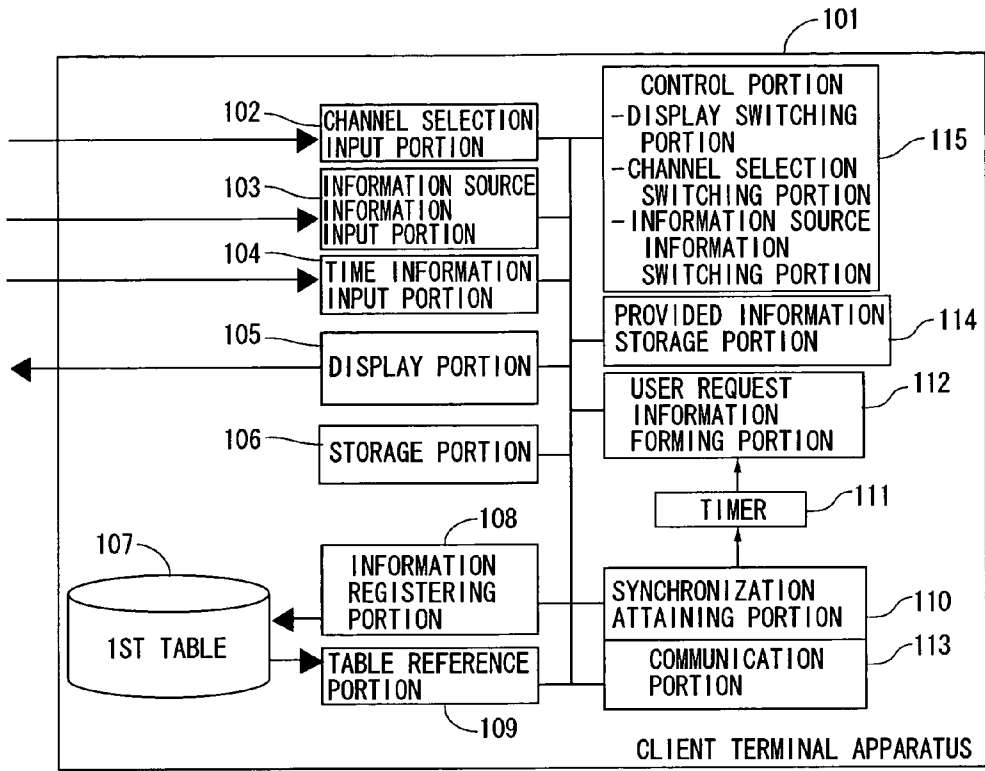 101
102
CHANNEL SELECTION
INPUT PORTION
103
INFORMATION SOURCE
INFORMATION
INPUT PORTION
104
TIME INFORMATION
INPUT PORTION
105
DISPLAY PORTION
106
STORAGE PORTION
107
1ST TABLE
108
INFORMATION
REGISTERING
PORTION
TABLE REFERENCE
PORTION
109
CONTROL PORTION
-DISPLAY SWITCHING
PORTION
-CHANNEL SELECTION
SWITCHING PORTION
-INFORMATION SOURCE
INFORMATION
SWITCHING PORTION
115
PROVIDED INFORMATION
STORAGE PORTION
114
USER REQUEST
INFORMATION
FORMING PORTION
112
TIMER
111
SYNCHRONIZATION
ATTAINING PORTION
110
COMMUNICATION
PORTION
113
CLIENT TERMINAL APPARATUS